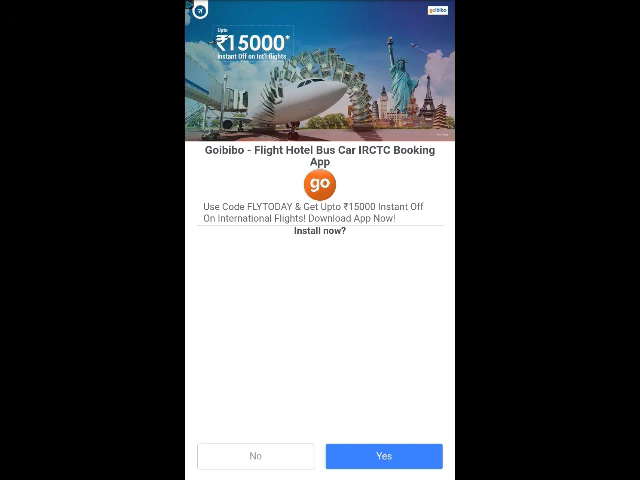 goibibo
Upto
₹15000*
Instant Off on Int'l Flights
Goibibo - Flight Hotel Bus Car IRCTC Booking
App
go
Use Code FLYTODAY & Get Upto ₹15000 Instant Off
On International Flights! Download App Now!
Install now?
No
Yes